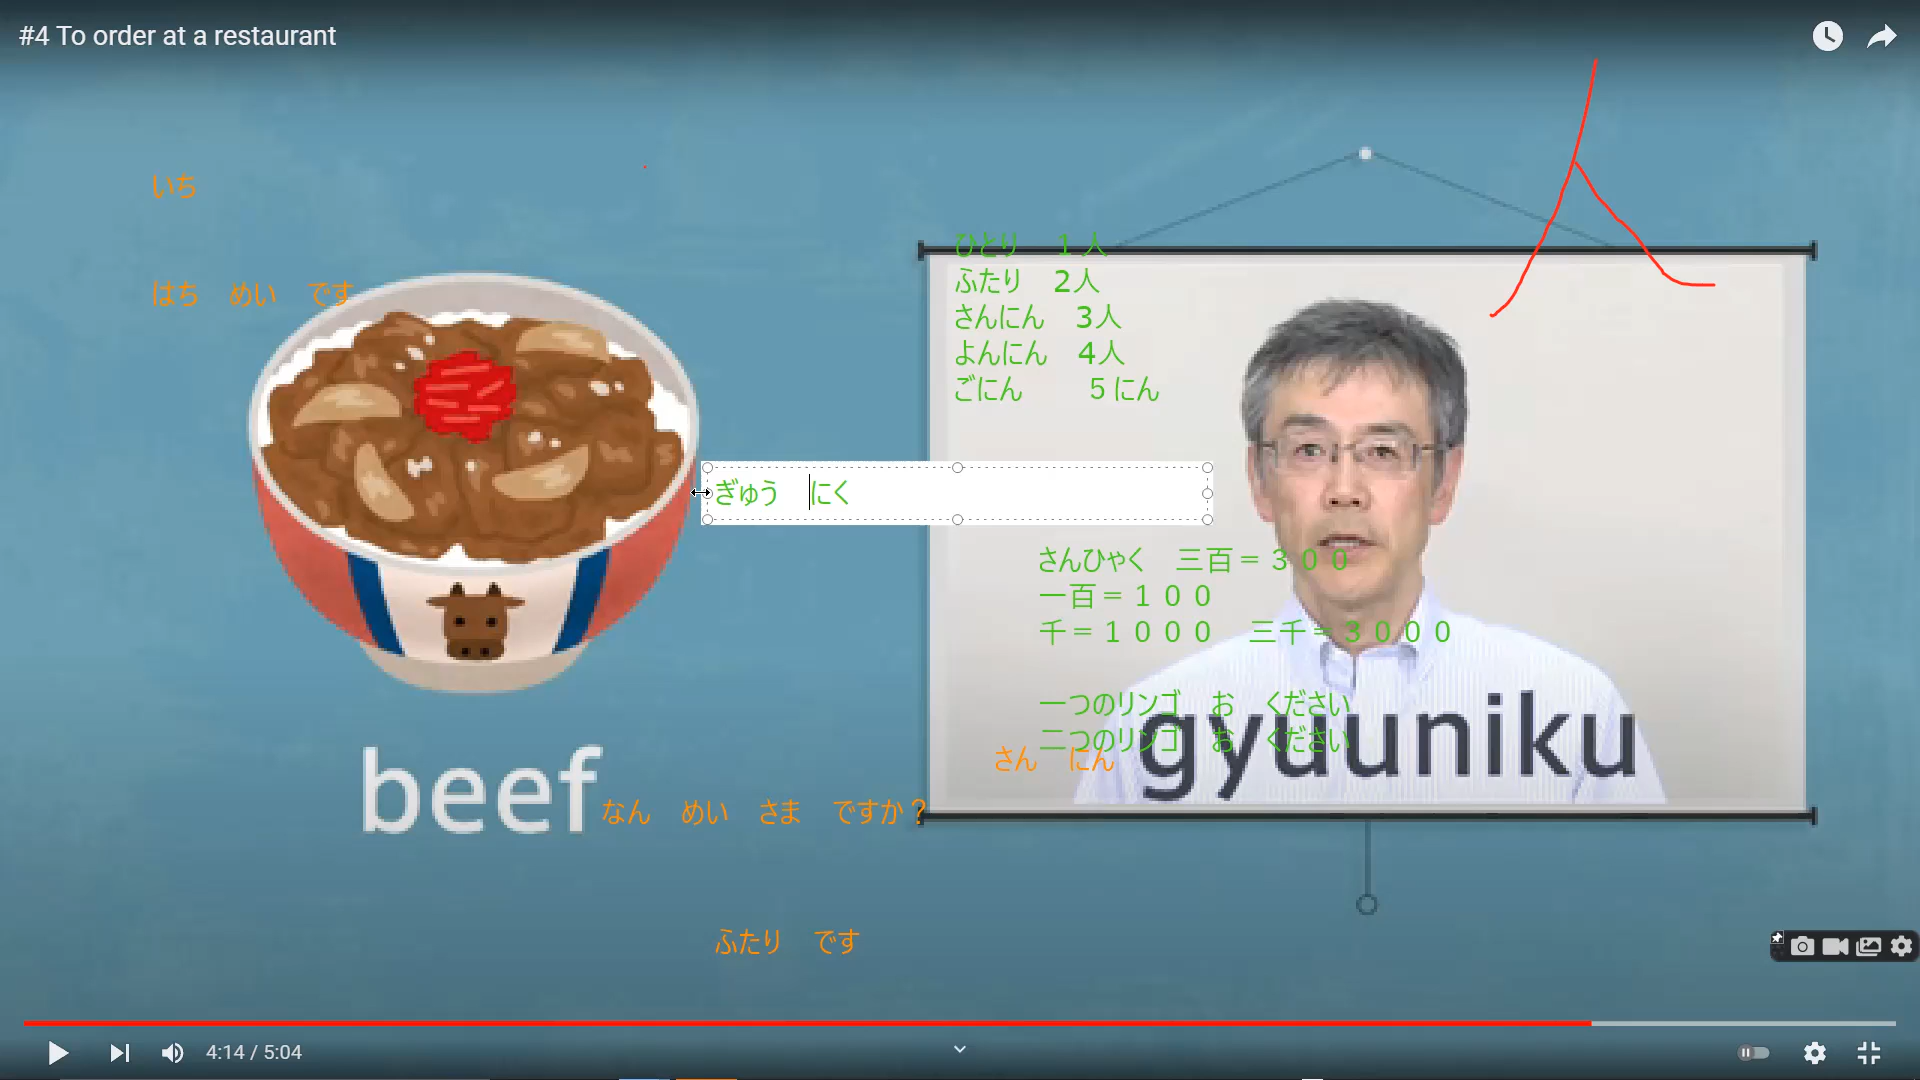 #4 To order at a restaurant
いち
はち　めい　です
ひとり　１人
ふたり　2人
さんにん　3人
よんにん　4人
ごにん　　５にん
ぎゅう　にく
さんひゃく　三百＝３００
一百＝１００
千＝１０００　三千＝３０００
一つのリンゴ　お　ください
二つのリンゴ　お　ください
さん　にん
gyuuniku
beef
なん　めい　さま　ですか？
ふたり　です
人
4:14 / 5:04